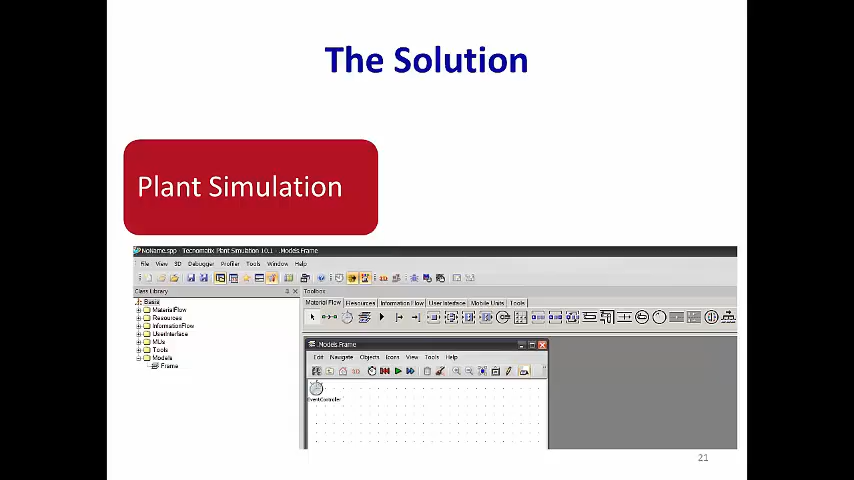 The Solution
Plant Simulation
NoName.spp - Tecnomatix Plant Simulation 10.1 - .Models.Frame
File View 3D Debugger Profiler Tools Window Help
Class Library
Toolbox
Basis
MaterialFlow
Resources
InformationFlow
UserInterface
MUs
Tools
Models
Frame
Material Flow Resources Information Flow User Interface Mobile Units Tools
.Models.Frame
Edit Navigate Objects Icons View Tools Help
EventController
21